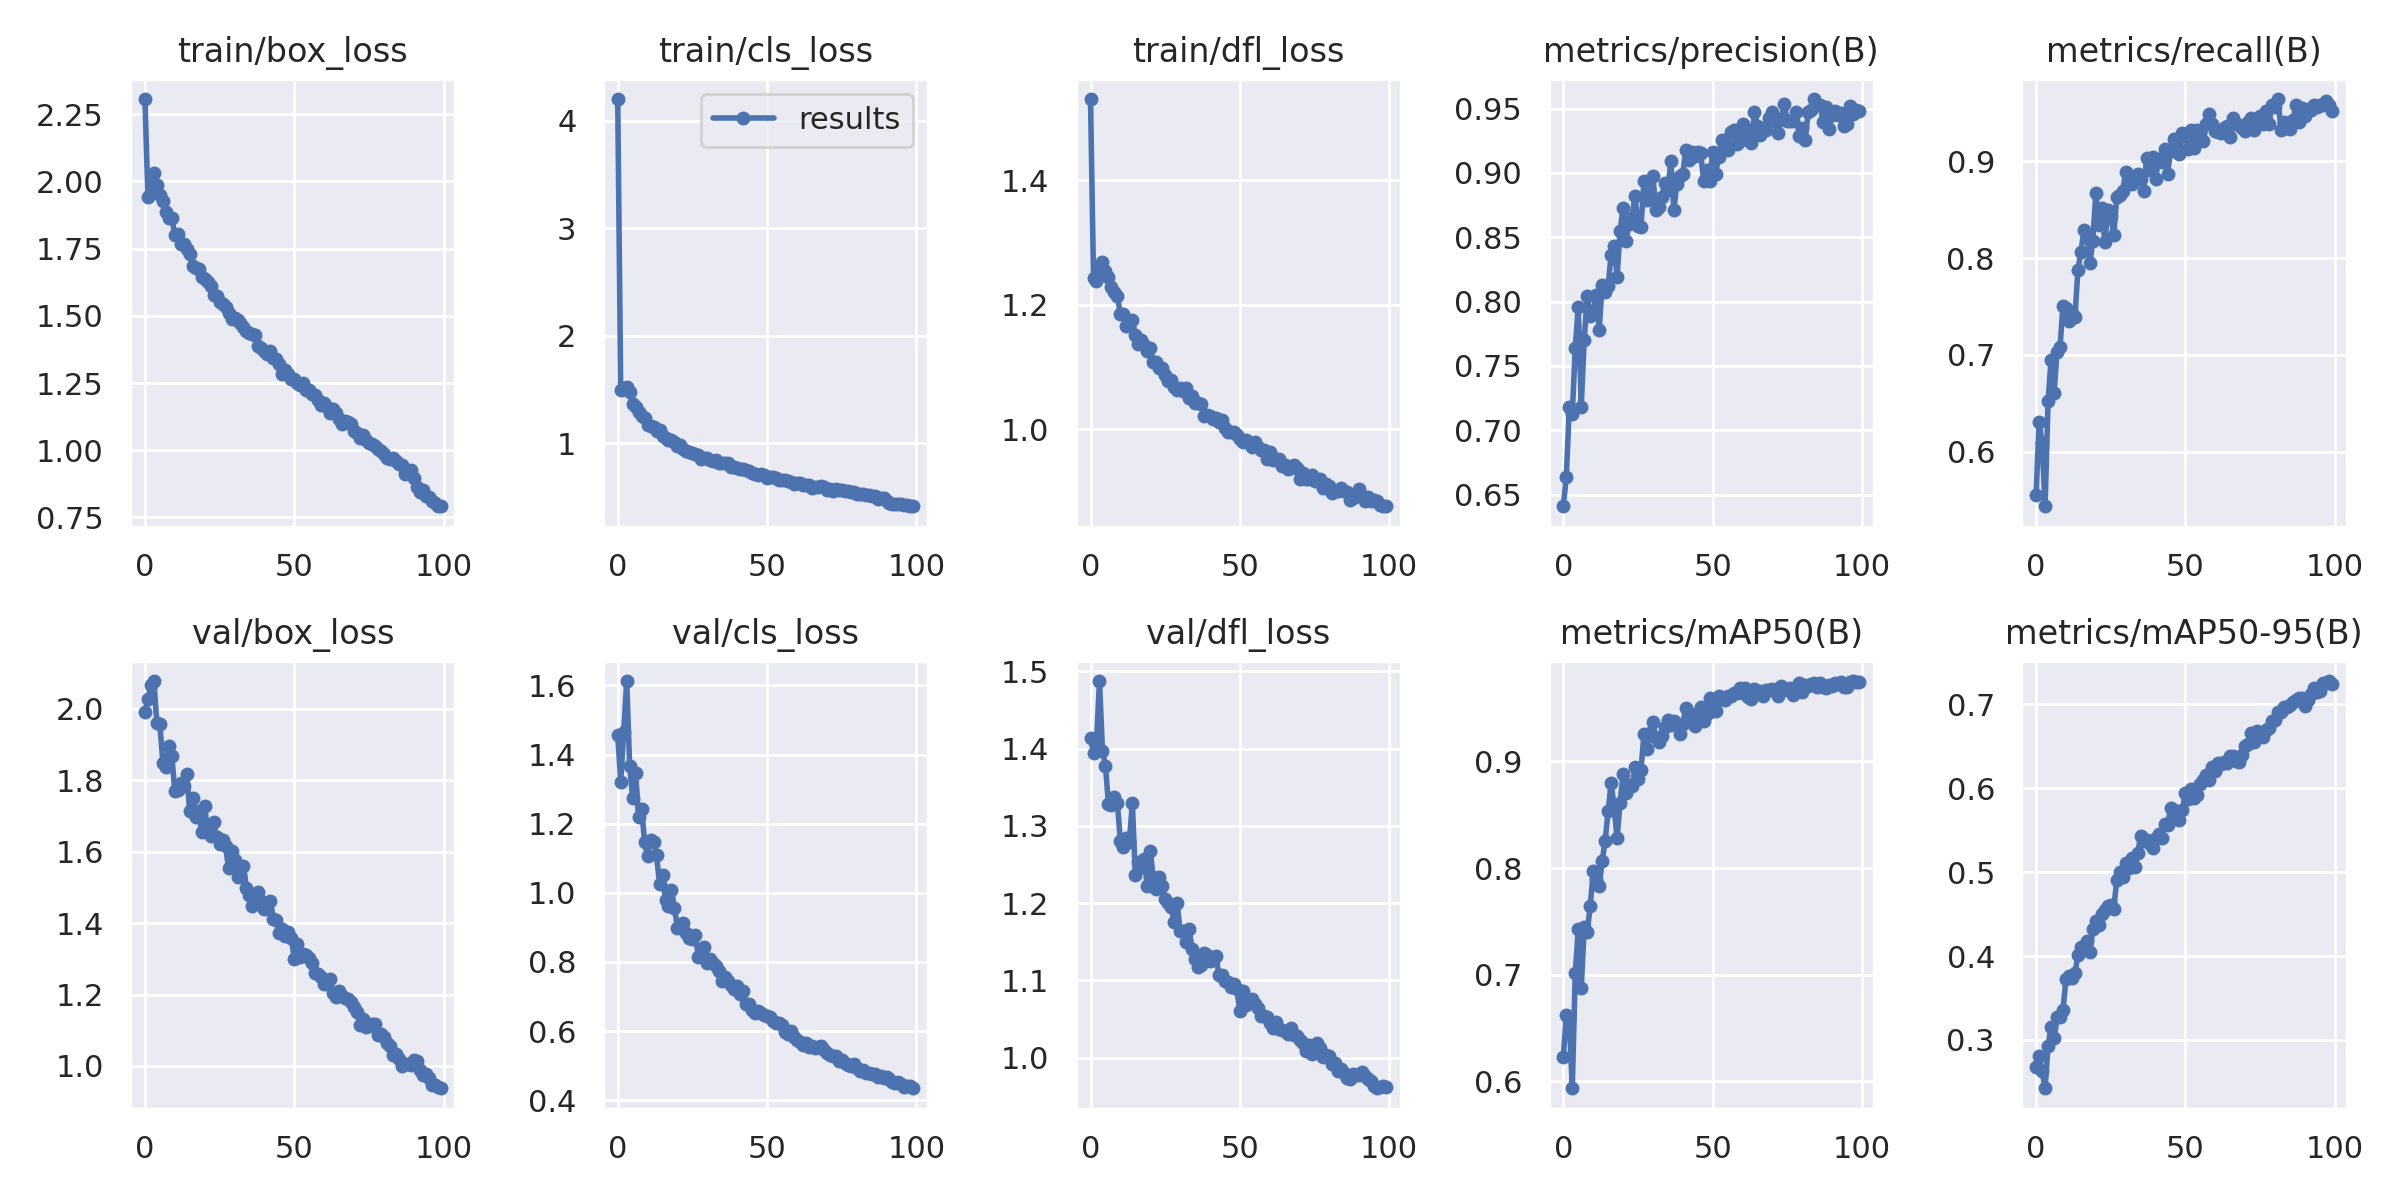 train/box_loss
2.25
2.00
1.75
1.50
1.25
1.00
0.75
0 50 100
train/cls_loss
results
4
3
2
1
0 50 100
train/dfl_loss
1.4
1.2
1.0
0 50 100
metrics/precision(B)
0.95
0.90
0.85
0.80
0.75
0.70
0.65
0 50 100
metrics/recall(B)
0.9
0.8
0.7
0.6
0 50 100
val/box_loss
2.0
1.8
1.6
1.4
1.2
1.0
0 50 100
val/cls_loss
1.6
1.4
1.2
1.0
0.8
0.6
0.4
0 50 100
val/dfl_loss
1.5
1.4
1.3
1.2
1.1
1.0
0 50 100
metrics/mAP50(B)
0.9
0.8
0.7
0.6
0 50 100
metrics/mAP50-95(B)
0.7
0.6
0.5
0.4
0.3
0 50 100